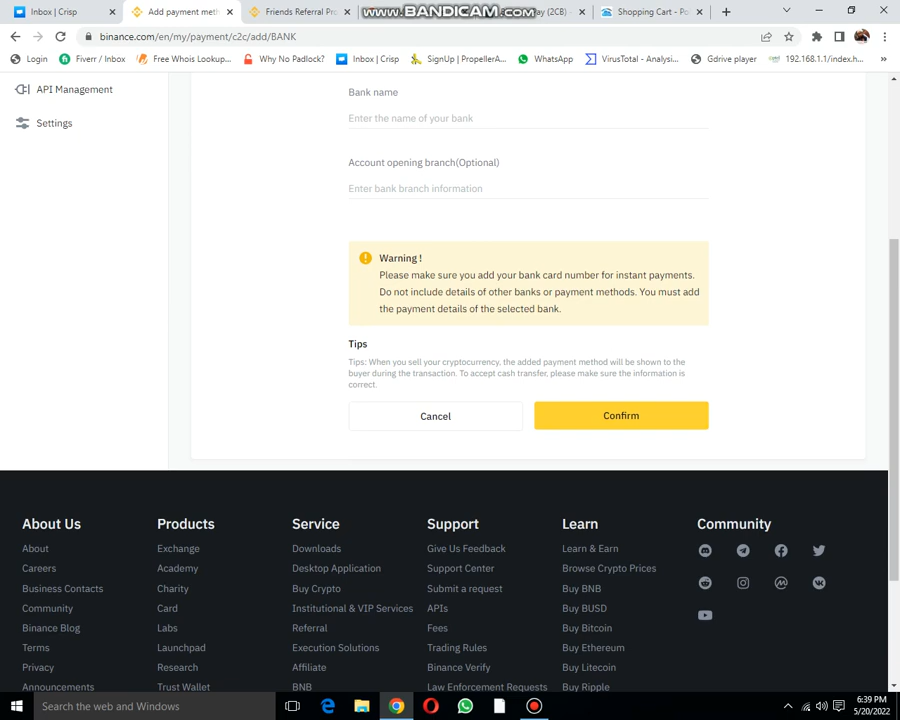 Inbox | Crisp
Add payment meth
Friends Referral Pro
www.BANDICAM.com
ay (2CB)
Shopping Cart - Po
binance.com/en/my/payment/c2c/add/BANK
Login
Fiverr / Inbox
Free Whois Lookup...
Why No Padlock?
Inbox | Crisp
SignUp | PropellerA...
WhatsApp
VirusTotal - Analysi...
Gdrive player
192.168.1.1/index.h...
»
API Management
Settings
Bank name
Enter the name of your bank
Account opening branch(Optional)
Enter bank branch information
Warning !
Please make sure you add your bank card number for instant payments.
Do not include details of other banks or payment methods. You must add
the payment details of the selected bank.
Tips
Tips: When you sell your cryptocurrency, the added payment method will be shown to the
buyer during the transaction. To accept cash transfer, please make sure the information is
correct.
Cancel
Confirm
About Us
Products
Service
Support
Learn
Community
About
Exchange
Downloads
Give Us Feedback
Learn & Earn
Careers
Academy
Desktop Application
Support Center
Browse Crypto Prices
Business Contacts
Charity
Buy Crypto
Submit a request
Buy BNB
Community
Card
Institutional & VIP Services
APIs
Buy BUSD
Binance Blog
Labs
Referral
Fees
Buy Bitcoin
Terms
Launchpad
Execution Solutions
Trading Rules
Buy Ethereum
Privacy
Research
Affiliate
Binance Verify
Buy Litecoin
Announcements
Trust Wallet
BNB
Law Enforcement Requests
Buy Ripple
Search the web and Windows
6:39 PM
5/20/2022